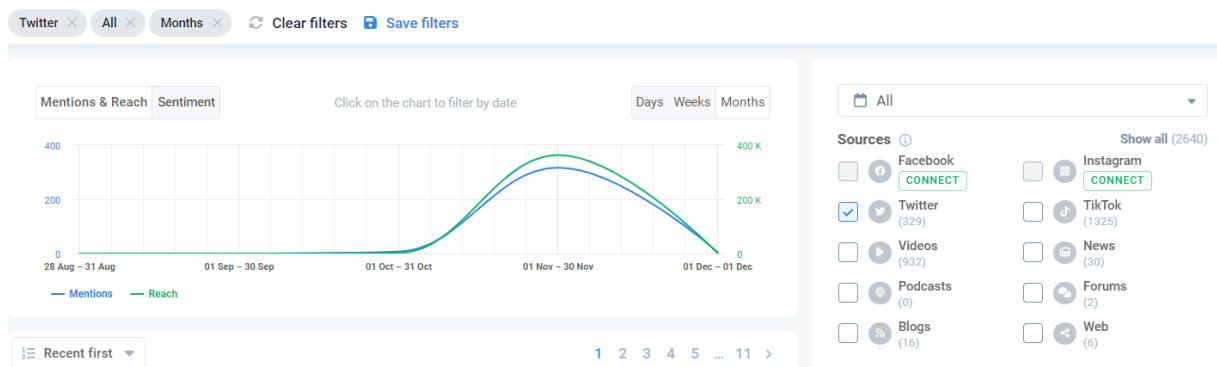 Twitter × All × Months × Clear filters Save filters
Mentions & Reach Sentiment Click on the chart to filter by date Days Weeks Months
400 400 K
200 200 K
0 0
28 Aug – 31 Aug 01 Sep – 30 Sep 01 Oct – 31 Oct 01 Nov – 30 Nov 01 Dec – 01 Dec
Mentions Reach
Recent first 1 2 3 4 5 ... 11 >
All
Sources Show all (2640)
Facebook Instagram
CONNECT CONNECT
Twitter TikTok
(329) (1325)
Videos News
(932) (30)
Podcasts Forums
(0) (2)
Blogs Web
(16) (6)